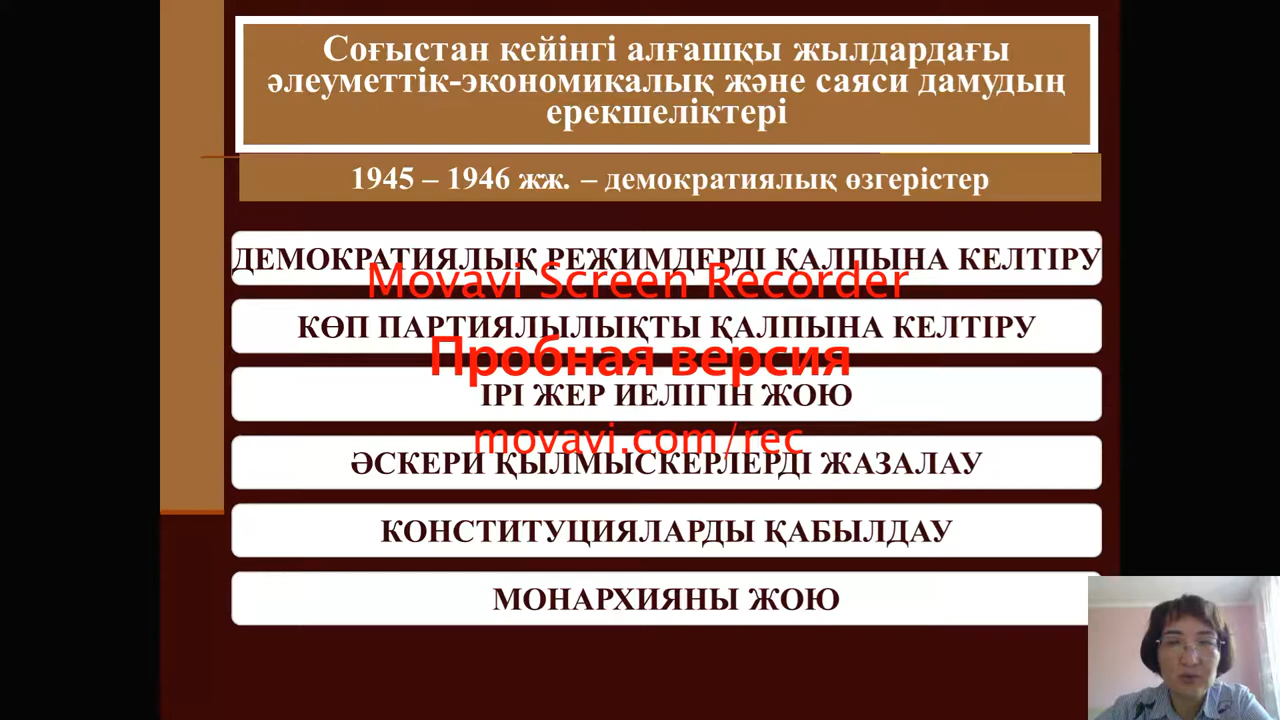 Соғыстан кейінгі алғашқы жылдардағы
әлеуметтік-экономикалық және саяси дамудың
ерекшеліктері
1945 – 1946 жж. – демократиялық өзгерістер
ДЕМОКРАТИЯЛЫҚ РЕЖИМДЕРДІ ҚАЛПЫНА КЕЛТІРУ
Movavi Screen Recorder
КӨП ПАРТИЯЛЫЛЫҚТЫ ҚАЛПЫНА КЕЛТІРУ
Пробная версия
ІРІ ЖЕР ИЕЛІГІН ЖОЮ
movavi.com/rec
ӘСКЕРИ ҚЫЛМЫСКЕРЛЕРДІ ЖАЗАЛАУ
КОНСТИТУЦИЯЛАРДЫ ҚАБЫЛДАУ
МОНАРХИЯНЫ ЖОЮ